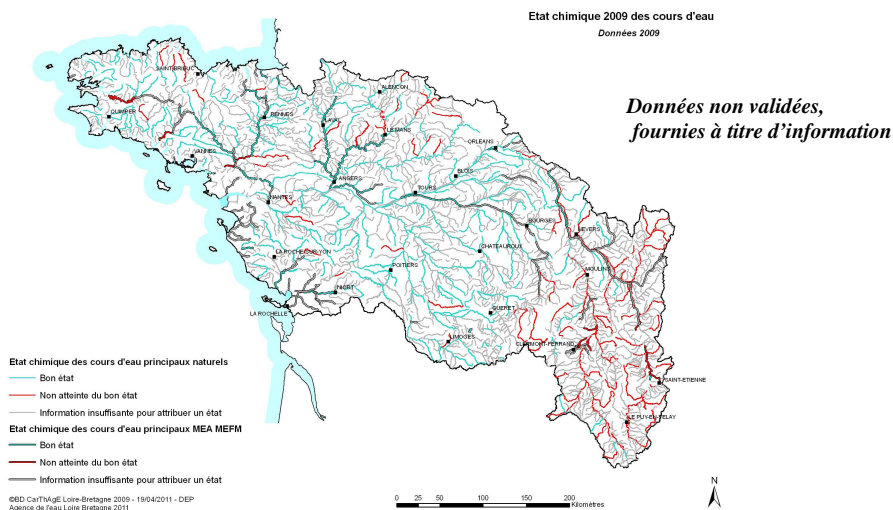 Etat chimique 2009 des cours d'eau
Données 2009
Données non validées,
fournies à titre d'information
SAINT-BRIEUC
ALENCON
QUIMPER
RENNES
LAVAL
LE MANS
ORLEANS
VANNES
BLOIS
ANGERS
TOURS
NANTES
BOURGES
NEVERS
CHATEAUROUX
LA ROCHE-SUR-YON
POITIERS
MOULINS
NIORT
GUERET
LA ROCHELLE
LIMOGES
CLERMONT-FERRAND
SAINT-ETIENNE
LE PUY-EN-VELAY
Etat chimique des cours d'eau principaux naturels
Bon état
Non atteinte du bon état
Information insuffisante pour attribuer un état
Etat chimique des cours d'eau principaux MEA MEFM
Bon état
Non atteinte du bon état
Information insuffisante pour attribuer un état
©BD CarThAgE Loire-Bretagne 2009 - 19/04/2011 - DEP
Agence de l'eau Loire Bretagne 2011
0 25 50 100 150 200
Kilomètres
N